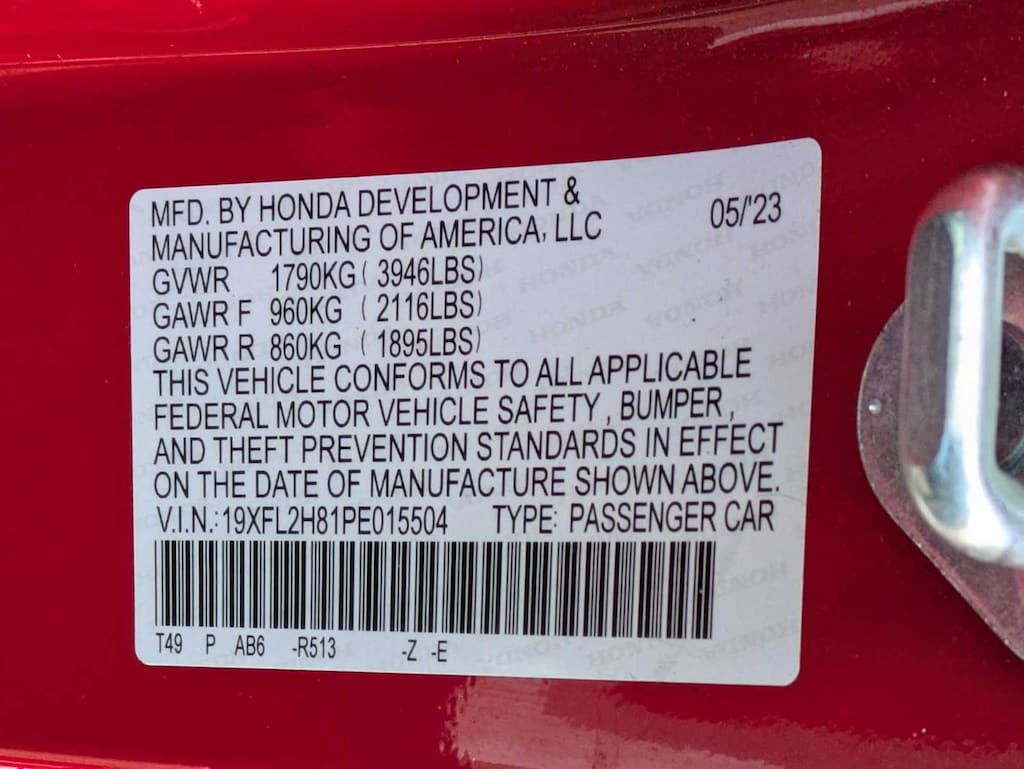 MFD. BY HONDA DEVELOPMENT &
MANUFACTURING OF AMERICA, LLC 05/'23
GVWR 1790KG ( 3946LBS)
GAWR F 960KG ( 2116LBS)
GAWR R 860KG ( 1895LBS)
THIS VEHICLE CONFORMS TO ALL APPLICABLE
FEDERAL MOTOR VEHICLE SAFETY , BUMPER ,
AND THEFT PREVENTION STANDARDS IN EFFECT
ON THE DATE OF MANUFACTURE SHOWN ABOVE.
V.I.N.: 19XFL2H81PE015504 TYPE: PASSENGER CAR
T49 P AB6 -R513 -Z -E